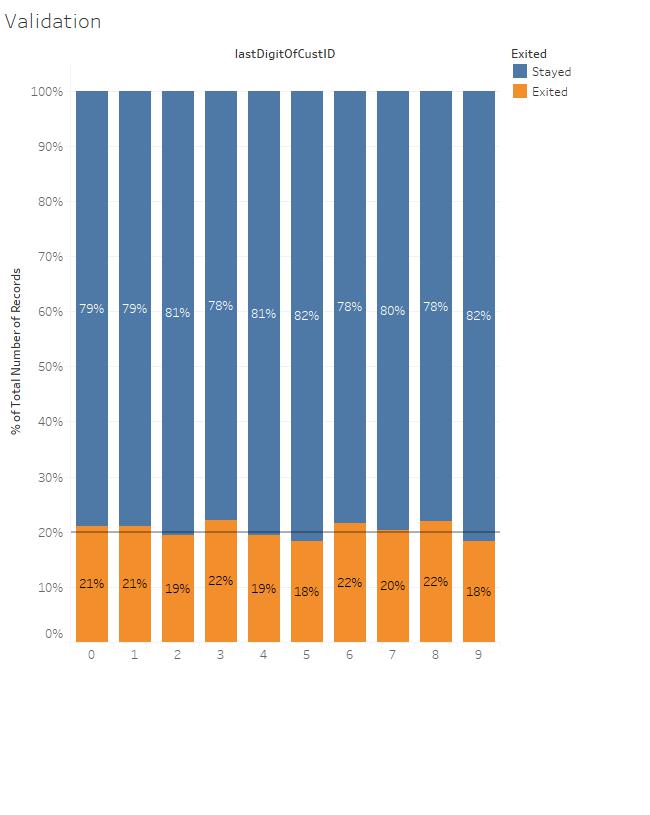 Validation
lastDigitOfCustID
Exited
Stayed
Exited
% of Total Number of Records
100%
90%
80%
70%
60%
50%
40%
30%
20%
10%
0%
79% 79% 81% 78% 81% 82% 78% 80% 78% 82%
21% 21% 19% 22% 19% 18% 22% 20% 22% 18%
0 1 2 3 4 5 6 7 8 9